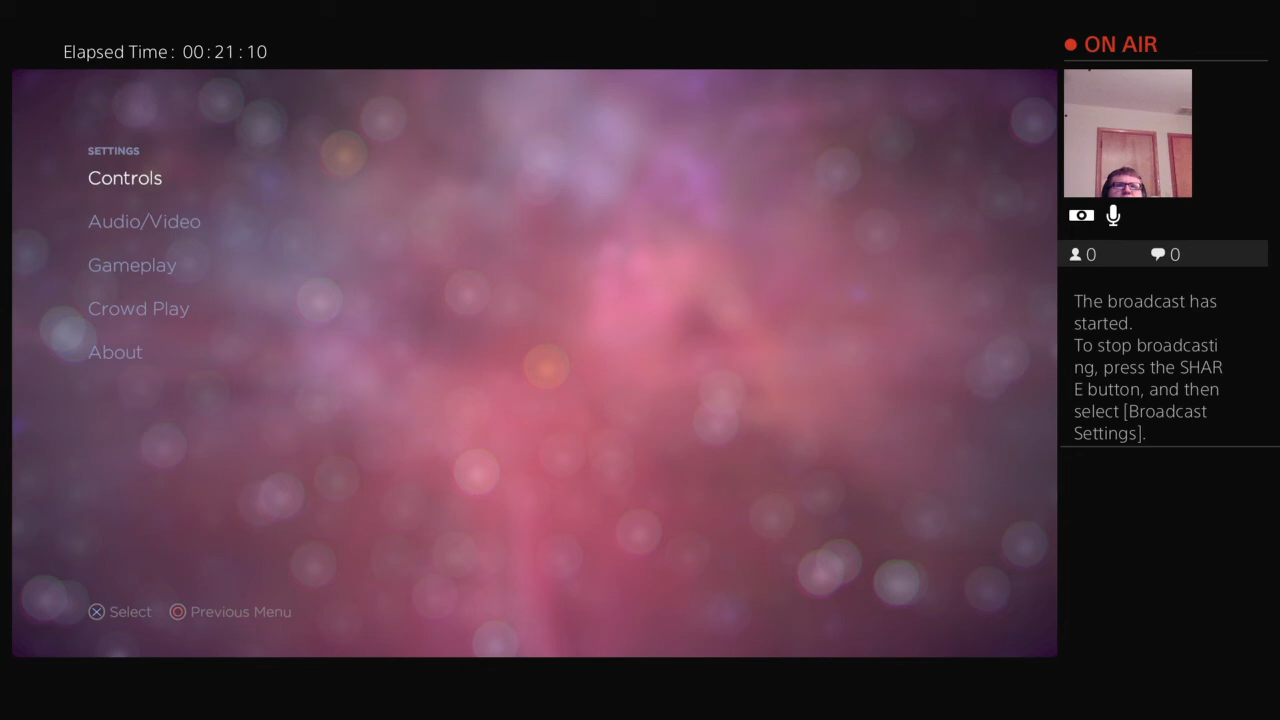 Elapsed Time: 00:21:10
ON AIR
SETTINGS
Controls
Audio/Video
Gameplay
Crowd Play
About
Select Previous Menu
0 0
The broadcast has
started.
To stop broadcasti
ng, press the SHAR
E button, and then
select [Broadcast
Settings].